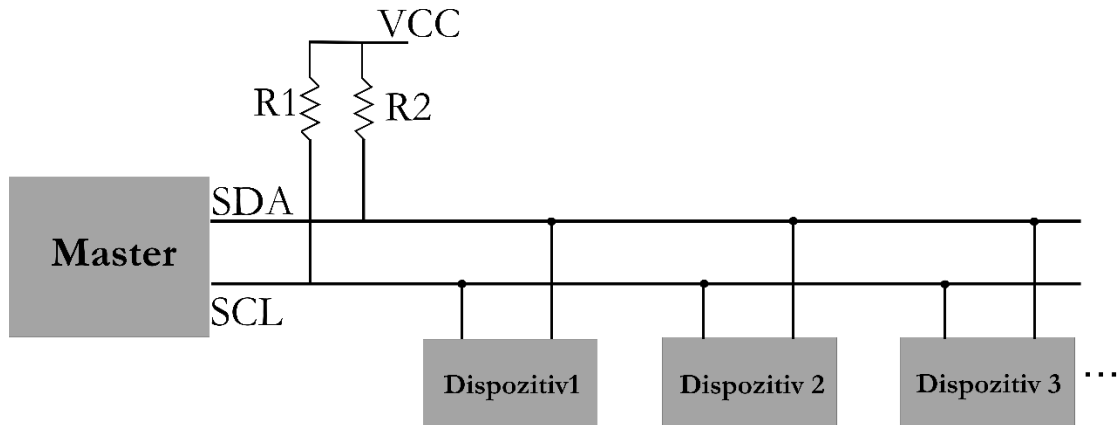 VCC
R1
R2
SDA
Master
SCL
Dispozitiv1
Dispozitiv 2
Dispozitiv 3
...